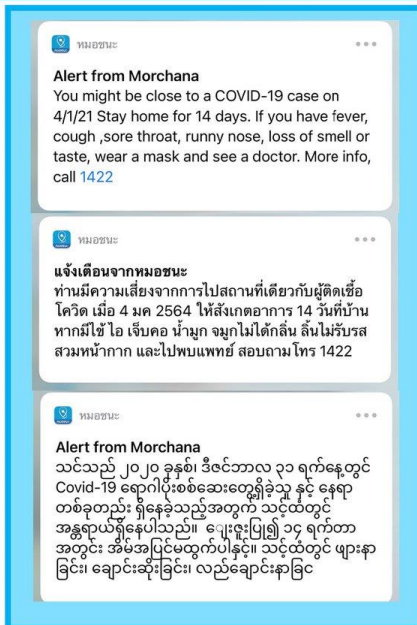 หมอชนะ
Alert from Morchana
You might be close to a COVID-19 case on
4/1/21 Stay home for 14 days. If you have fever,
cough ,sore throat, runny nose, loss of smell or
taste, wear a mask and see a doctor. More info,
call 1422
หมอชนะ
แจ้งเตือนจากหมอชนะ
ท่านมีความเสี่ยงจากการไปสถานที่เดียวกับผู้ติดเชื้อ
โควิด เมื่อ 4 มค 2564 ให้สังเกตอาการ 14 วันที่บ้าน
หากมีไข้ ไอ เจ็บคอ น้ำมูก จมูกไม่ได้กลิ่น ลิ้นไม่รับรส
สวมหน้ากาก และไปพบแพทย์ สอบถามโทร 1422
หมอชนะ
Alert from Morchana
သင်သည် ၂၀၂၀ ခုနှစ်၊ ဒီဇင်ဘာလ ၃၁ ရက်နေ့တွင်
Covid-19 ရောဂါပိုးစစ်ဆေးတွေ့ရှိခဲ့သူ နှင့် နေရာ
တစ်ခုတည်း ရှိနေခဲ့သည့်အတွက် သင့်ထံတွင်
အန္တရာယ်ရှိနေပါသည်။ ေျးဇူးပြု၍ ၁၄ ရက်တာ
အတွင်း အိမ်အပြင်မထွက်ပါနှင့်။ သင့်ထံတွင် ဖျားနာ
ခြင်း၊ ချောင်းဆိုးခြင်း၊ လည်ချောင်းနာခြင